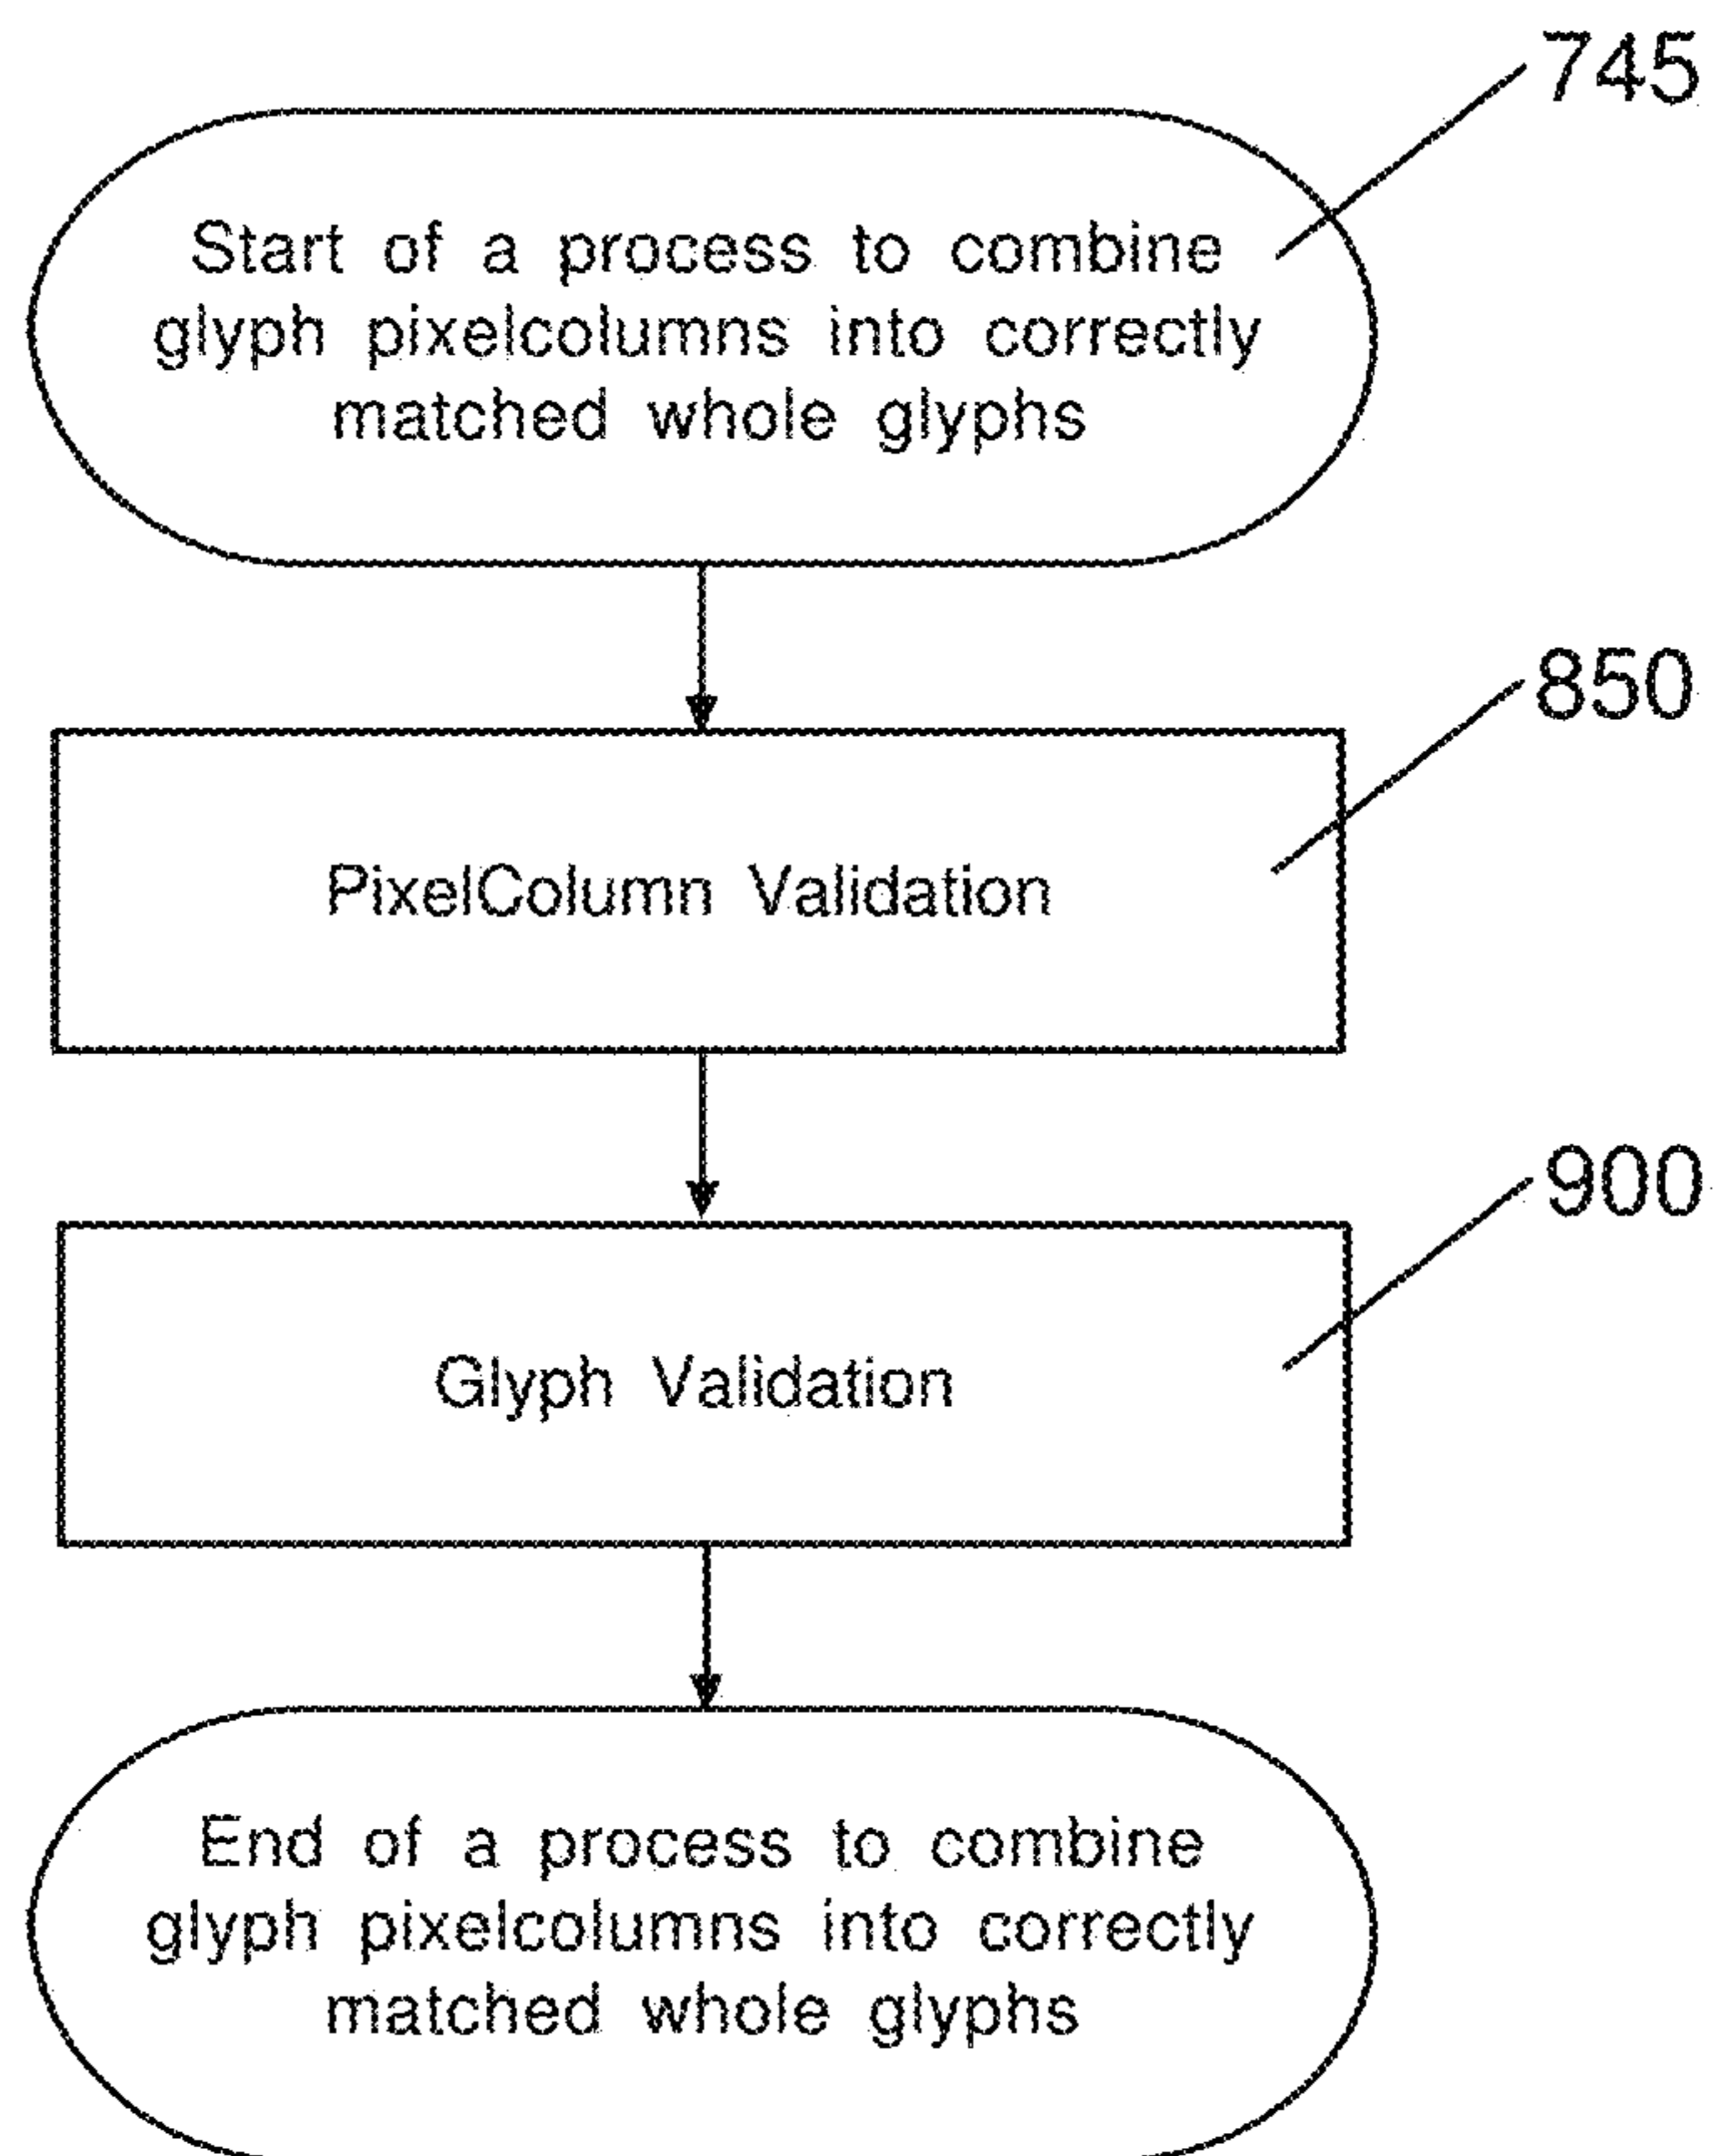 745
Start of a process to combine
glyph pixelcolumns into correctly
matched whole glyphs
850
PixelColumn Validation
900
Glyph Validation
End of a process to combine
glyph pixelcolumns into correctly
matched whole glyphs